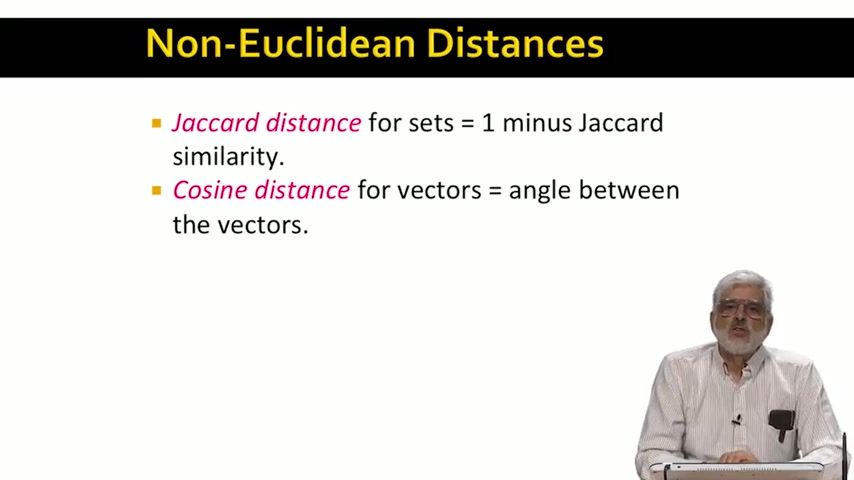 Non-Euclidean Distances
Jaccard distance for sets = 1 minus Jaccard
similarity.
Cosine distance for vectors = angle between
the vectors.